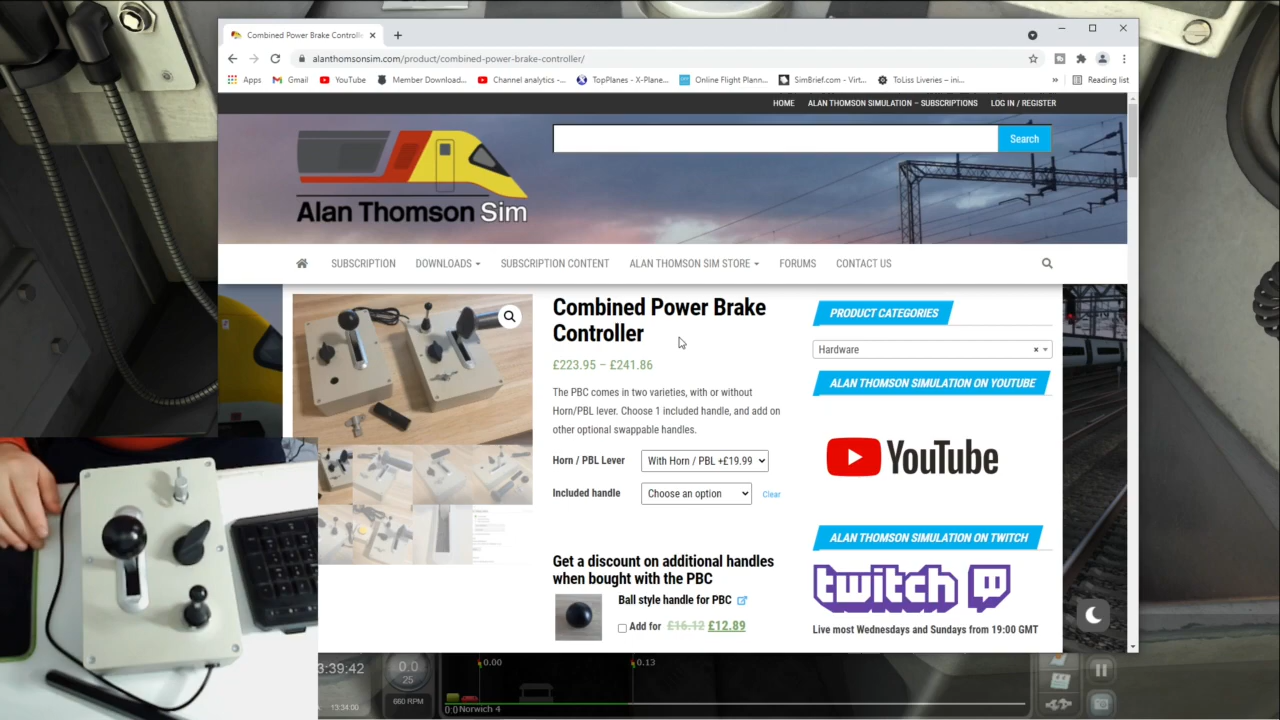 Combined Power Brake Controlle
alanthomsonsim.com/product/combined-power-brake-controller/
Apps
Gmail
YouTube
Member Download...
Channel analytics -...
TopPlanes - X-Plane...
Online Flight Plann...
SimBrief.com - Virt...
ToLiss Liveries – ini...
»
Reading list
HOME
ALAN THOMSON SIMULATION – SUBSCRIPTIONS
LOG IN / REGISTER
Search
Alan Thomson Sim
SUBSCRIPTION
DOWNLOADS
SUBSCRIPTION CONTENT
ALAN THOMSON SIM STORE
FORUMS
CONTACT US
Combined Power Brake
Controller
£223.95 – £241.86
The PBC comes in two varieties, with or without
Horn/PBL lever. Choose 1 included handle, and add on
other optional swappable handles.
Horn / PBL Lever
With Horn / PBL +£19.99
Included handle
Choose an option
Clear
Get a discount on additional handles
when bought with the PBC
Ball style handle for PBC
Add for £16.12 £12.89
PRODUCT CATEGORIES
Hardware
×
ALAN THOMSON SIMULATION ON YOUTUBE
YouTube
ALAN THOMSON SIMULATION ON TWITCH
twitch
Live most Wednesdays and Sundays from 19:00 GMT
3:39:42
13:34:00
0.0
25
660 RPM
0.00
0.13
Norwich 4